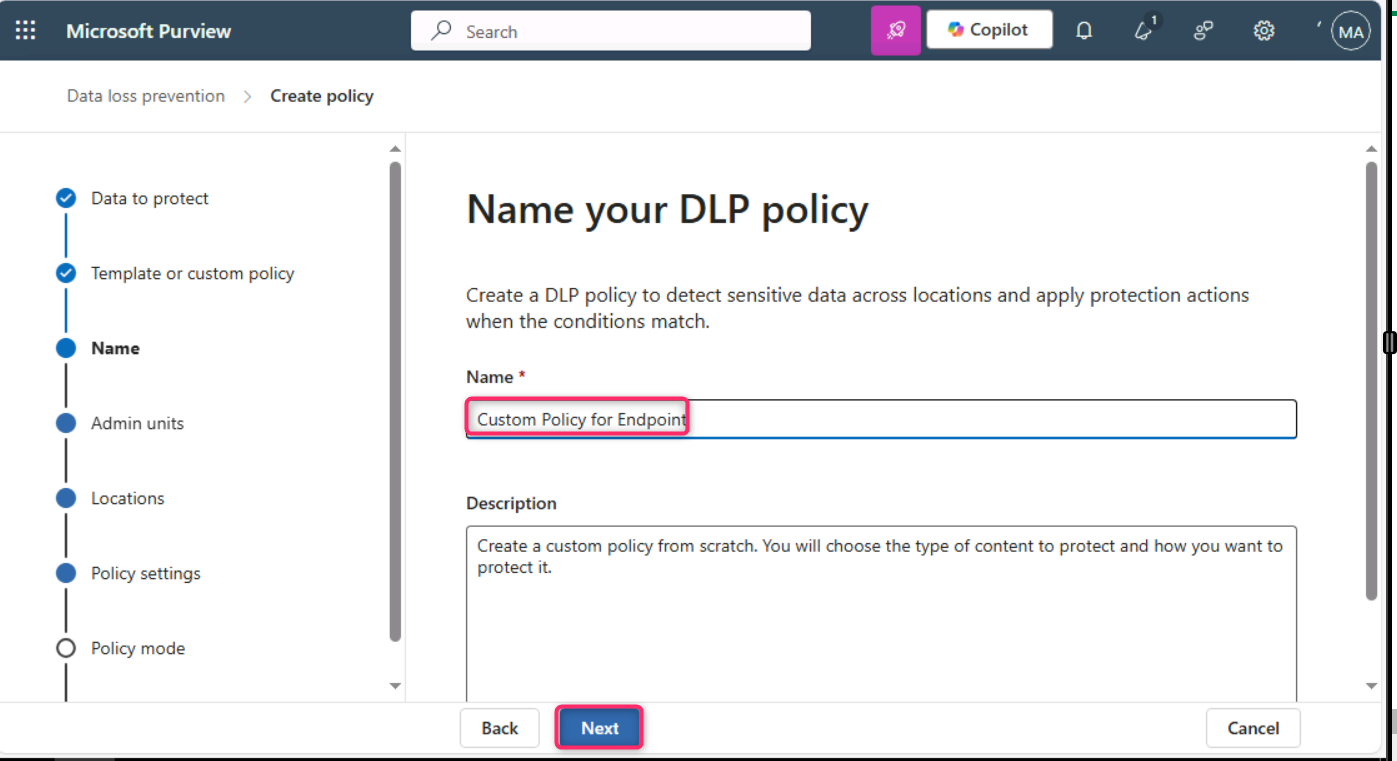 Microsoft Purview
Search
Copilot
1
MA
Data loss prevention
Create policy
Data to protect
Template or custom policy
Name
Admin units
Locations
Policy settings
Policy mode
Name your DLP policy
Create a DLP policy to detect sensitive data across locations and apply protection actions
when the conditions match.
Name *
Custom Policy for Endpoint
Description
Create a custom policy from scratch. You will choose the type of content to protect and how you want to
protect it.
Back
Next
Cancel